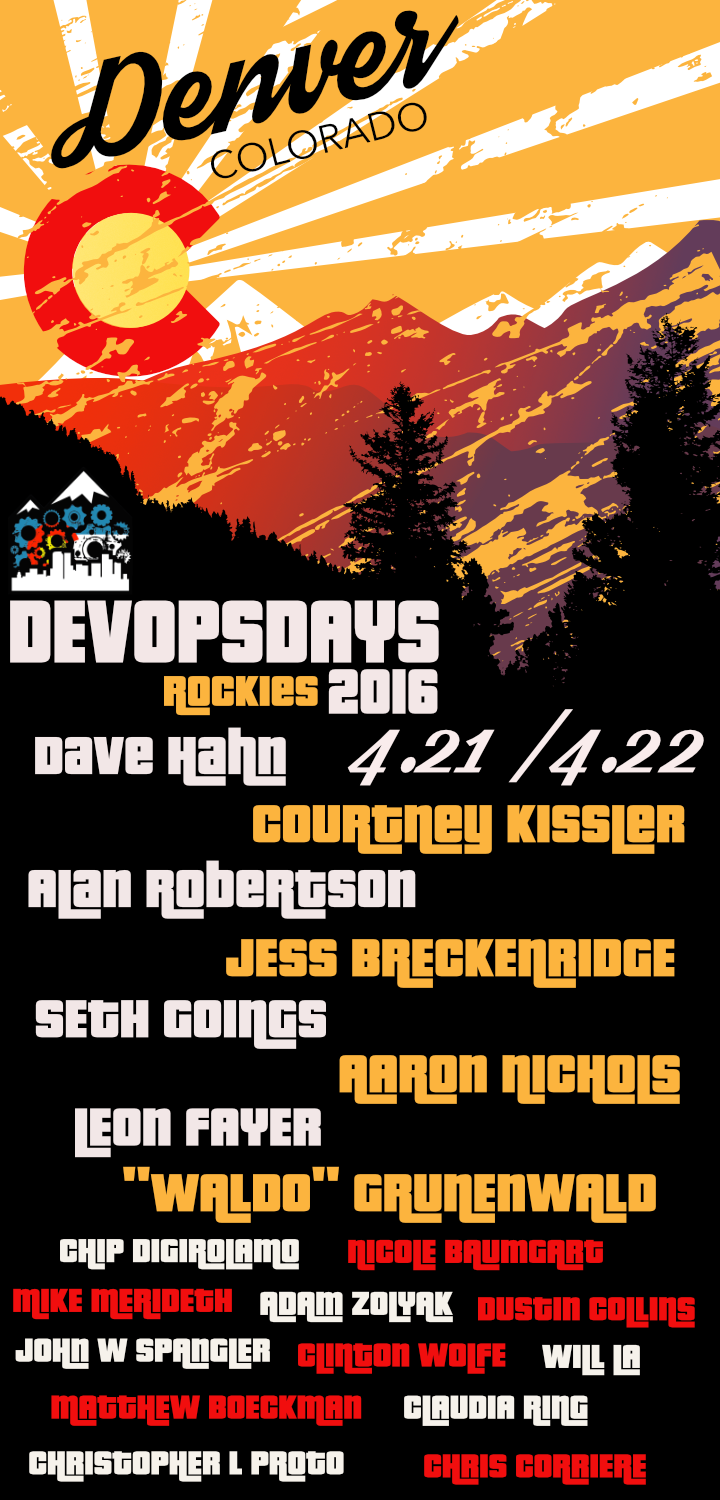 Denver
COLORADO
DEVOPSDAYS
ROCKIES 2016
Dave Hahn 4.21 / 4.22
COURtney KISSLER
Alan Robertson
JESS BRECKENRIDGE
SETH GOINGS
AARON NICHOLS
LEON FAYER
"WALDO" GRUNENWALD
CHIP DIGIROLAMO NICOLE BAUMGART
MIKE MERIDETH ADAM ZOLYAK DUSTIN COLLINS
JOHN W SPANGLER CLINTON WOLFE WILL LA
MATTHEW BOECKMAN CLAUDIA RING
CHRISTOPHER L PROTO CHRIS CORRIERE